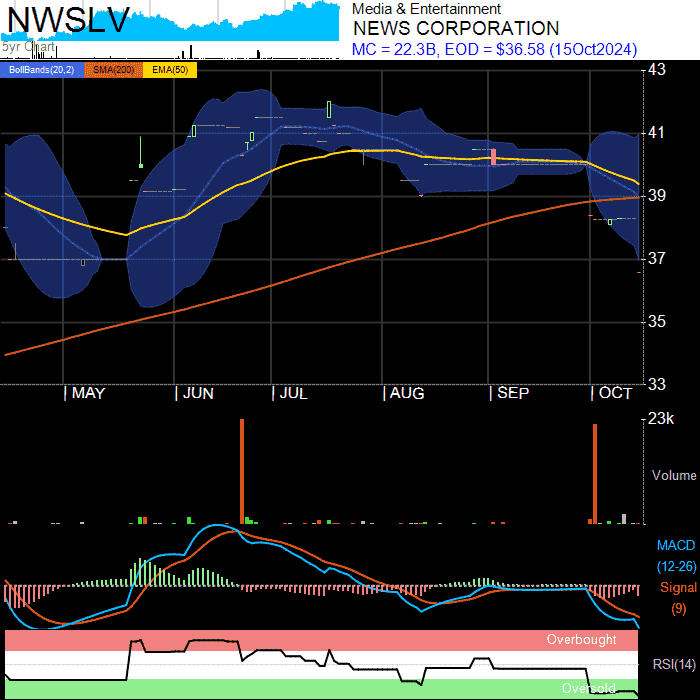 NWSLV
5yr Chart
Media & Entertainment
NEWS CORPORATION
MC = 22.3B, EOD = $36.58 (15Oct2024)
BollBands(20,2) SMA(200) EMA(50)
43
41
39
37
35
33
| MAY | JUN | JUL | AUG | SEP | OCT
23k
Volume
MACD
(12-26)
Signal
(9)
Overbought
RSI(14)
Oversold